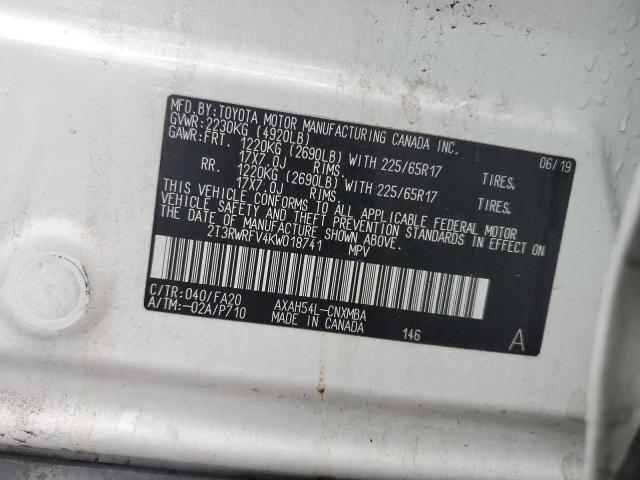 MFD.BY:TOYOTA MOTOR MANUFACTURING CANADA INC. 06/19
GVWR:2230KG (4920LB)
GAWR:FRT. 1220KG (2690LB) WITH 225/65R17 TIRES,
17X7.0J RIMS.
RR. 1220KG (2690LB) WITH 225/65R17 TIRES,
17X7.0J RIMS.
THIS VEHICLE CONFORMS TO ALL APPLICABLE FEDERAL MOTOR
VEHICLE SAFETY AND THEFT PREVENTION STANDARDS IN EFFECT ON
THE DATE OF MANUFACTURE SHOWN ABOVE.
2T3RWRFV4KW018741 MPV
C/TR:040/FA20 AXAH54L-CNXMBA
A/TM:-02A/P710 MADE IN CANADA 146 A